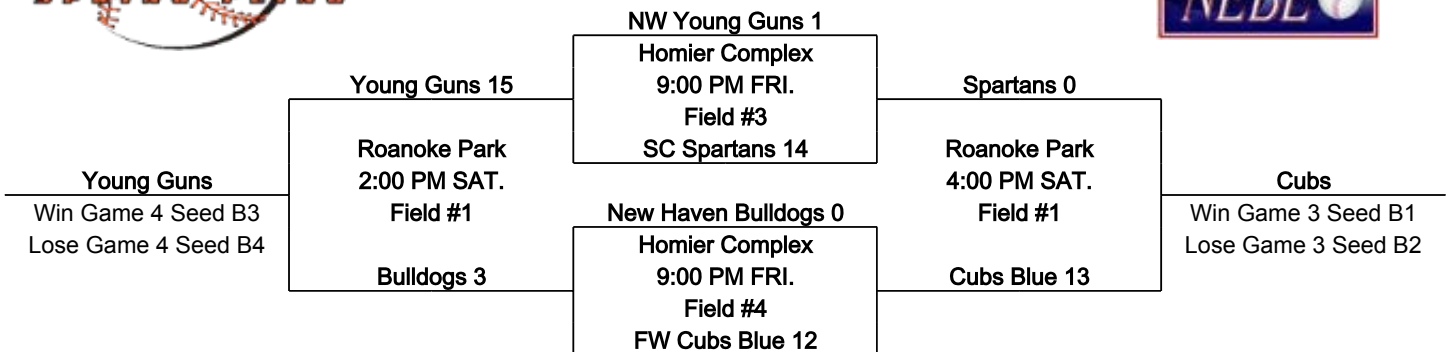 NW Young Guns 1
Homier Complex
Young Guns 15
9:00 PM FRI.
Spartans 0
Field #3
Roanoke Park
SC Spartans 14
Roanoke Park
Young Guns
2:00 PM SAT.
4:00 PM SAT.
Cubs
Win Game 4 Seed B3
Field #1
New Haven Bulldogs 0
Field #1
Win Game 3 Seed B1
Lose Game 4 Seed B4
Homier Complex
Lose Game 3 Seed B2
Bulldogs 3
9:00 PM FRI.
Cubs Blue 13
Field #4
FW Cubs Blue 12